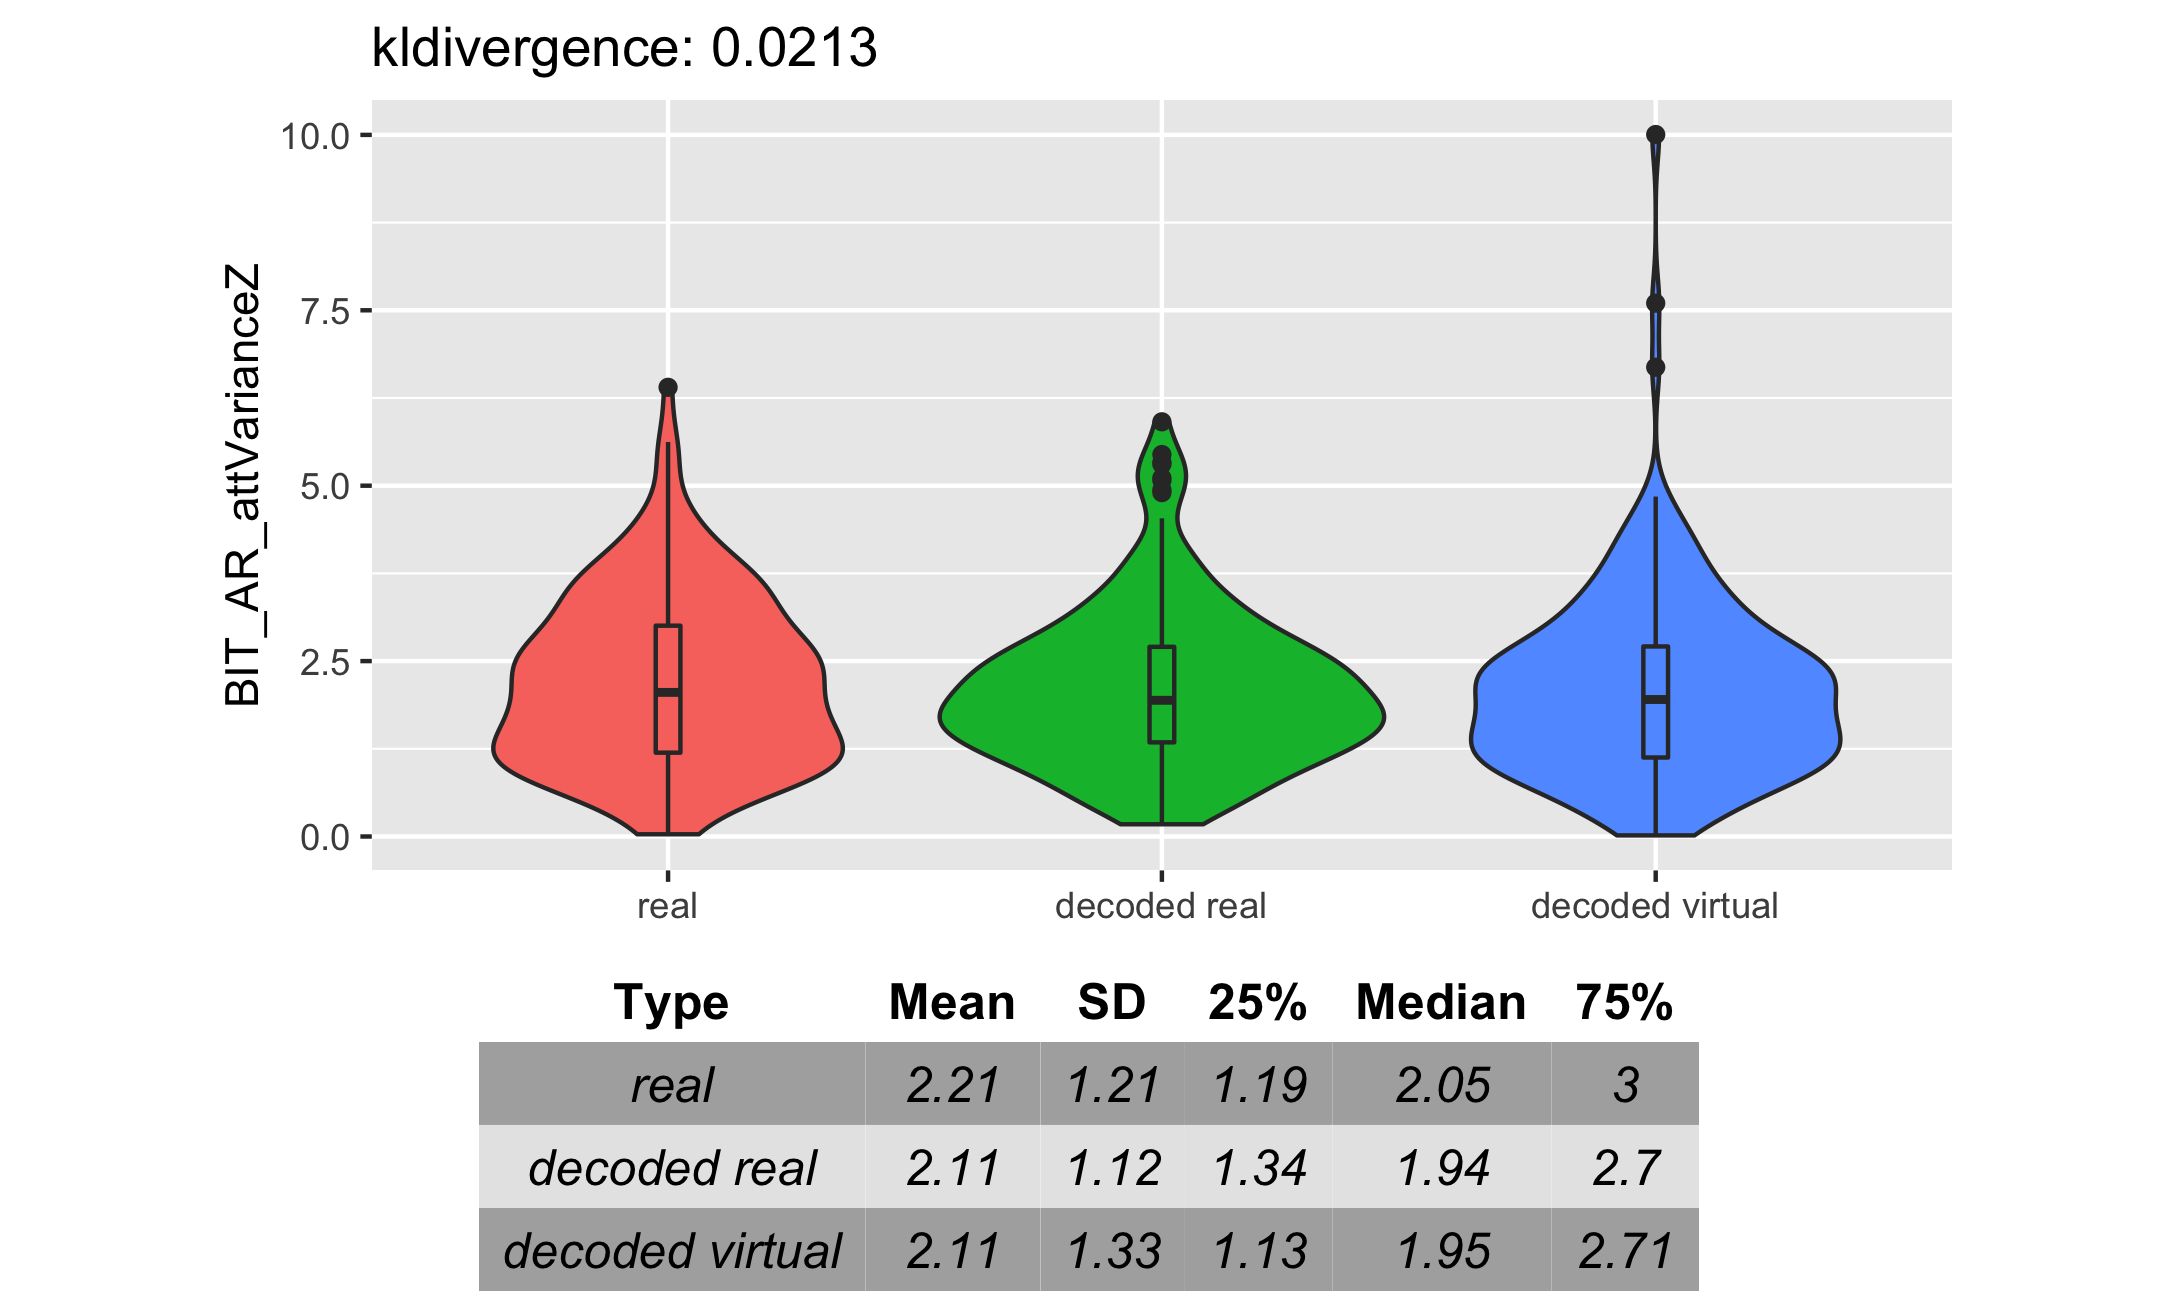 kldivergence: 0.0213
BIT_AR_attVarianceZ
10.0
7.5
5.0
2.5
0.0
real decoded real decoded virtual
Type Mean SD 25% Median 75%
real 2.21 1.21 1.19 2.05 3
decoded real 2.11 1.12 1.34 1.94 2.7
decoded virtual 2.11 1.33 1.13 1.95 2.71